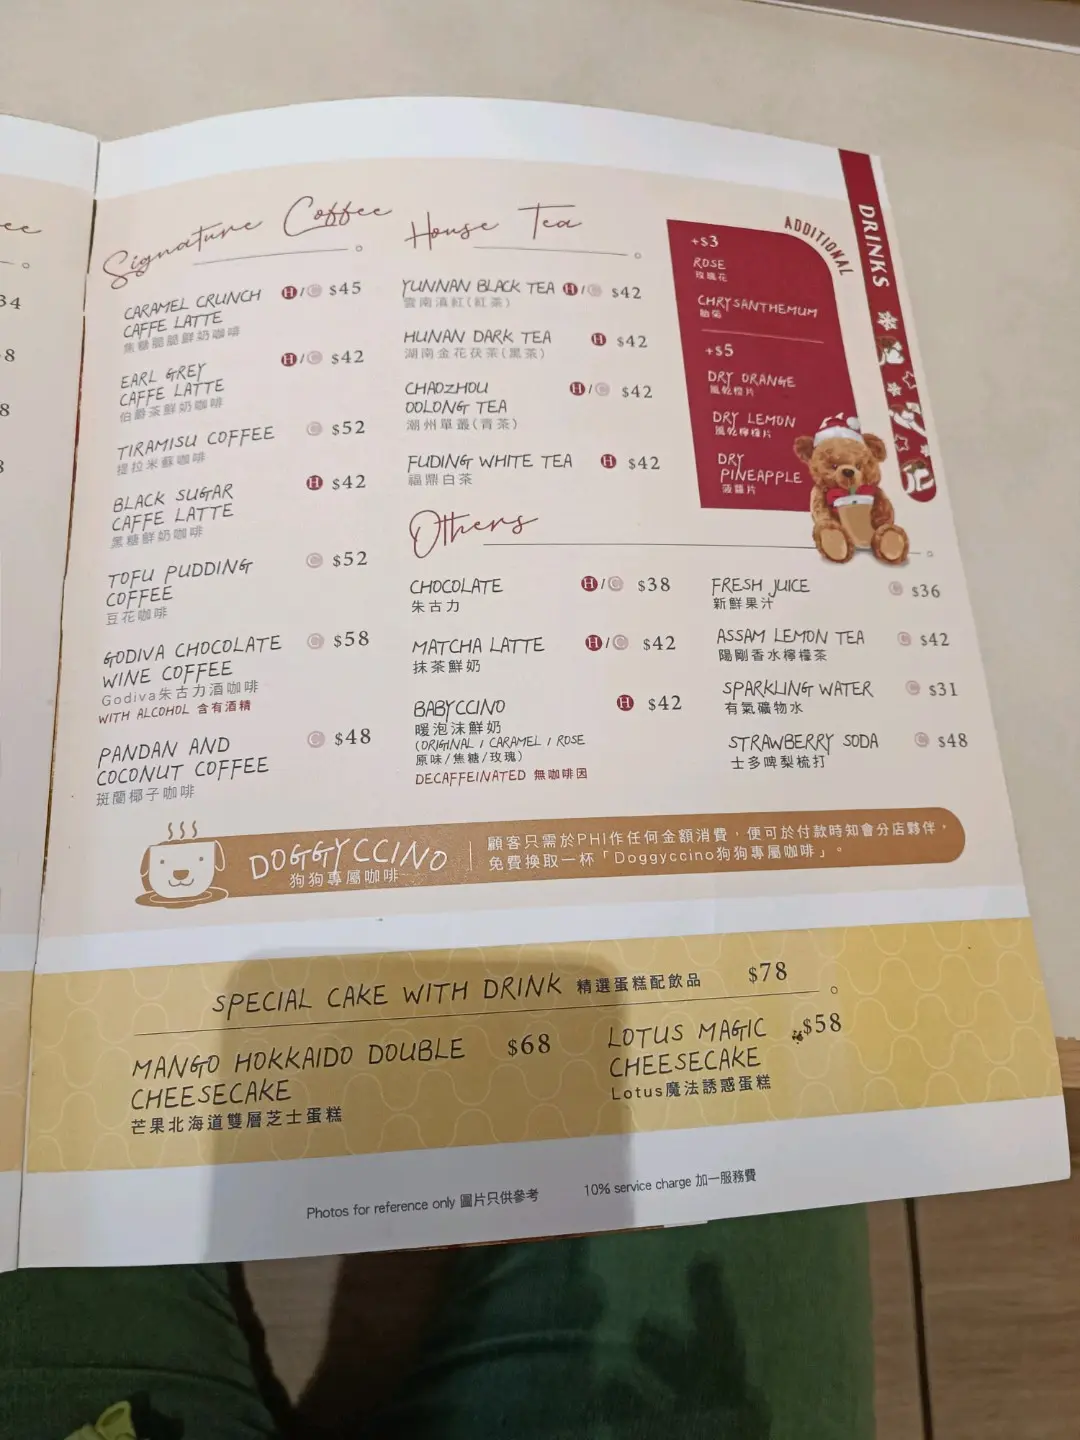 ee
34
8
8
DRINKS
Signature Coffee
CARAMEL CRUNCH H/C $45
CAFFE LATTE
焦糖脆脆鮮奶咖啡
EARL GREY H/C $42
CAFFE LATTE
伯爵茶鮮奶咖啡
TIRAMISU COFFEE C $52
提拉米蘇咖啡
BLACK SUGAR H $42
CAFFE LATTE
黑糖鮮奶咖啡
TOFU PUDDING C $52
COFFEE
豆花咖啡
GODIVA CHOCOLATE C $58
WINE COFFEE
Godiva朱古力酒咖啡
WITH ALCOHOL 含有酒精
PANDAN AND C $48
COCONUT COFFEE
斑蘭椰子咖啡
House Tea
YUNNAN BLACK TEA H/C $42
雲南滇紅(紅茶)
HUNAN DARK TEA H $42
湖南金花茯茶(黑茶)
CHAOZHOU H/C $42
OOLONG TEA
潮州單叢(青茶)
FUDING WHITE TEA H $42
福鼎白茶
ADDITIONAL
+$3
ROSE
玫瑰花
CHRYSANTHEMUM
胎菊
+$5
DRY ORANGE
風乾橙片
DRY LEMON
風乾檸檬片
DRY
PINEAPPLE
菠蘿片
Others
CHOCOLATE H/C $38
朱古力
MATCHA LATTE H/C $42
抹茶鮮奶
BABYCCINO H $42
暖泡沫鮮奶
(ORIGINAL / CARAMEL / ROSE
原味/焦糖/玫瑰)
DECAFFEINATED 無咖啡因
FRESH JUICE C $36
新鮮果汁
ASSAM LEMON TEA C $42
陽剛香水檸檬茶
SPARKLING WATER C $31
有氣礦物水
STRAWBERRY SODA C $48
士多啤梨梳打
DOGGYCCINO
狗狗專屬咖啡
顧客只需於PHI作任何金額消費，便可於付款時知會分店夥伴，
免費換取一杯「Doggyccino狗狗專屬咖啡」。
SPECIAL CAKE WITH DRINK 精選蛋糕配飲品 $78
MANGO HOKKAIDO DOUBLE $68
CHEESECAKE
芒果北海道雙層芝士蛋糕
LOTUS MAGIC $58
CHEESECAKE
Lotus魔法誘惑蛋糕
Photos for reference only 圖片只供參考
10% service charge 加一服務費